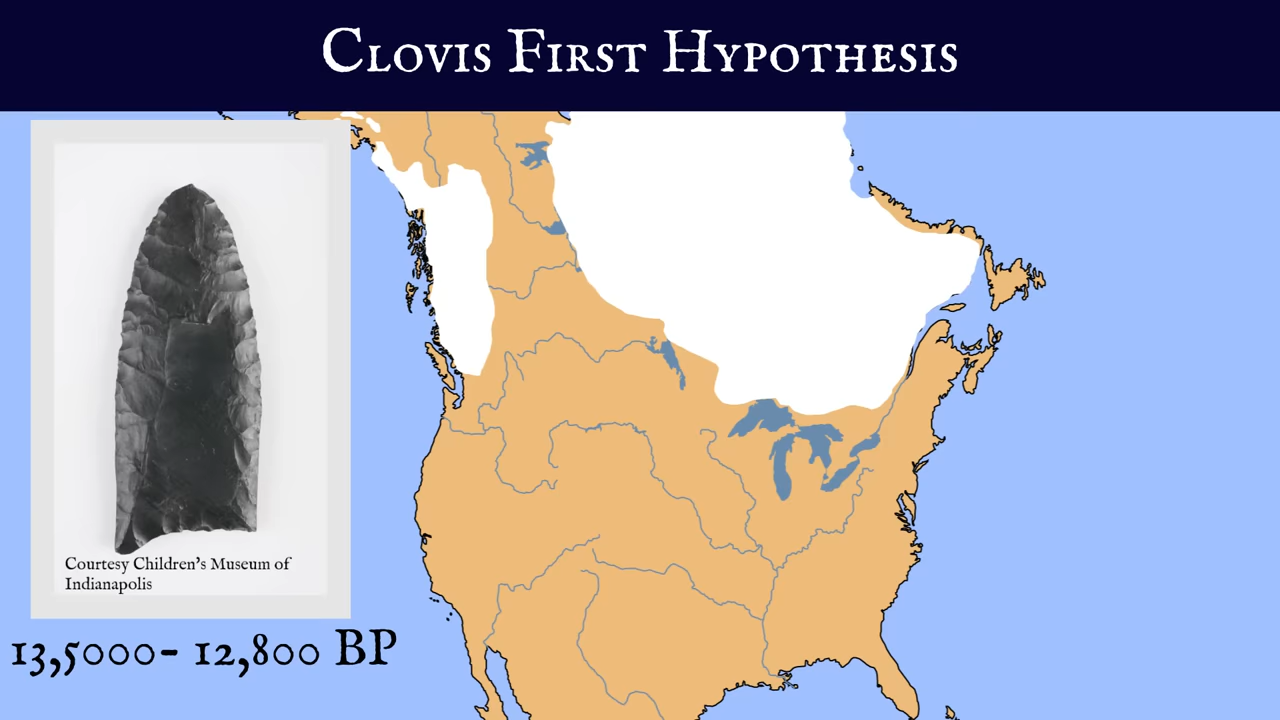 Clovis First Hypothesis
Courtesy Children's Museum of
Indianapolis
13,5000- 12,800 BP